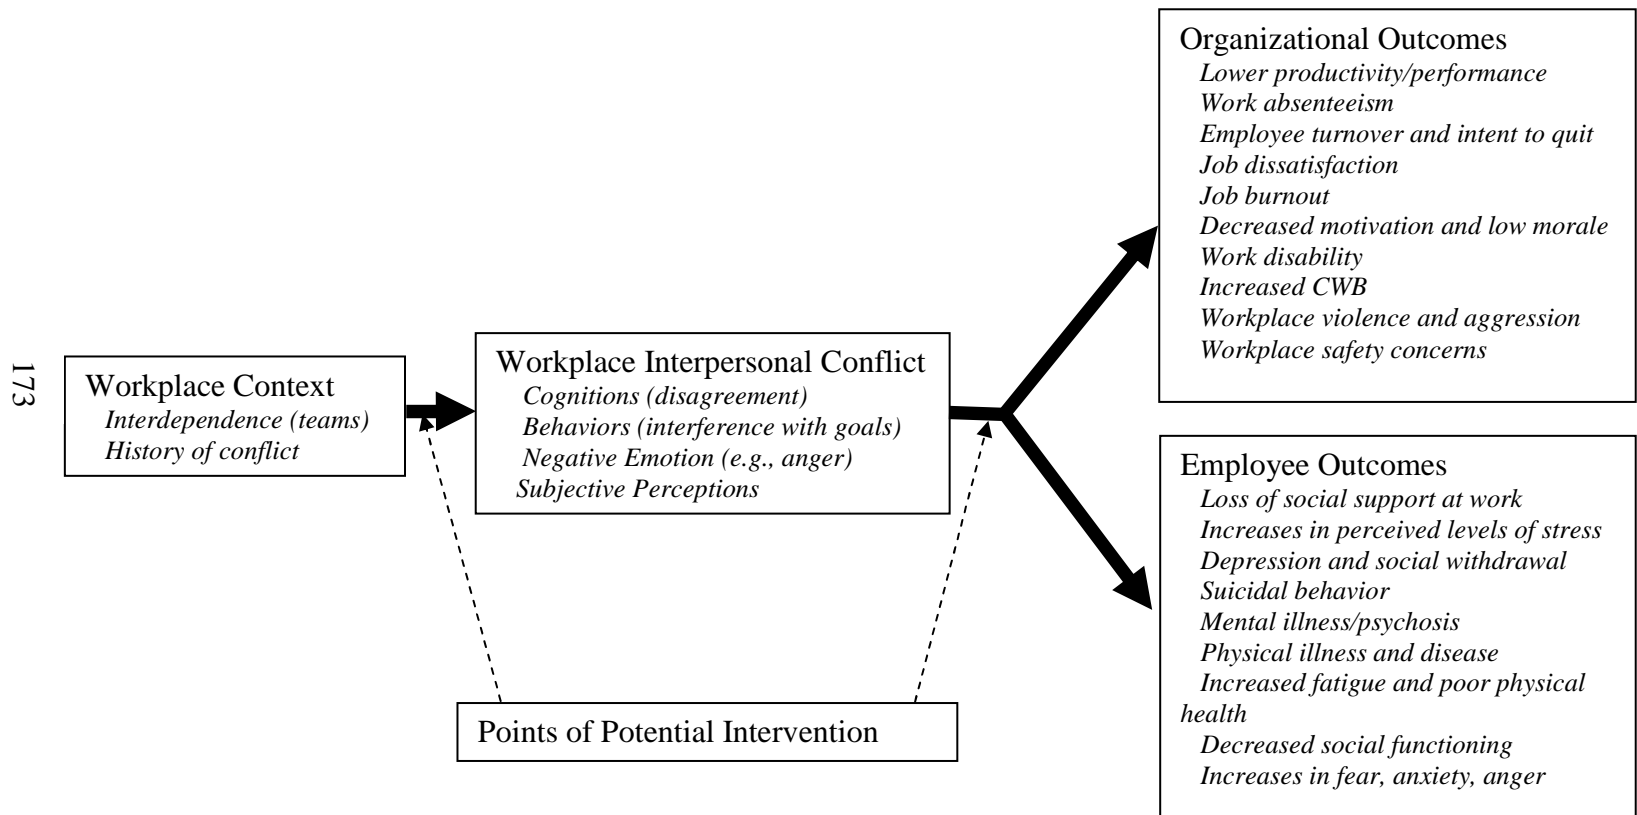 173
Workplace Context
Interdependence (teams)
History of conflict
Workplace Interpersonal Conflict
Cognitions (disagreement)
Behaviors (interference with goals)
Negative Emotion (e.g., anger)
Subjective Perceptions
Points of Potential Intervention
Organizational Outcomes
Lower productivity/performance
Work absenteeism
Employee turnover and intent to quit
Job dissatisfaction
Job burnout
Decreased motivation and low morale
Work disability
Increased CWB
Workplace violence and aggression
Workplace safety concerns
Employee Outcomes
Loss of social support at work
Increases in perceived levels of stress
Depression and social withdrawal
Suicidal behavior
Mental illness/psychosis
Physical illness and disease
Increased fatigue and poor physical
health
Decreased social functioning
Increases in fear, anxiety, anger